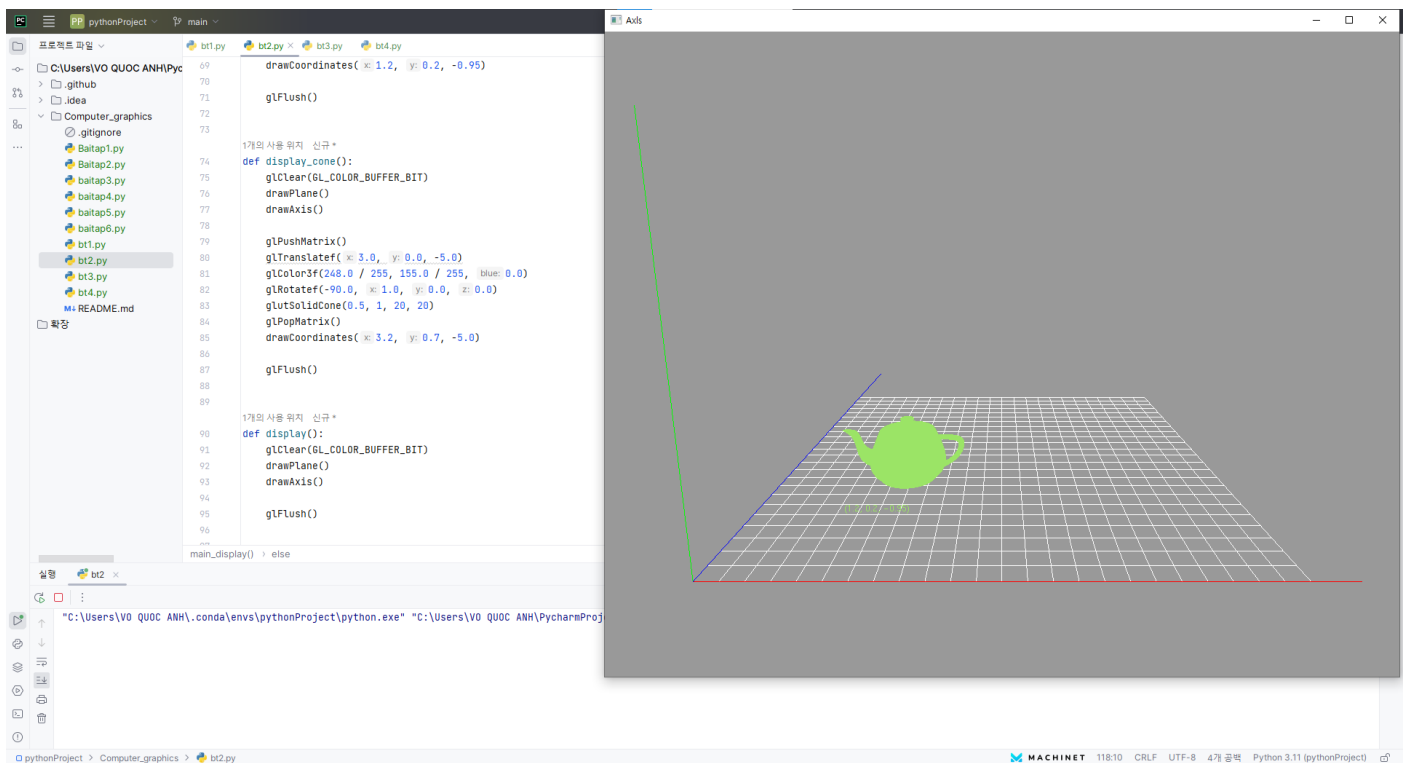 PC PP pythonProject main
프로젝트 파일
bt1.py bt2.py bt3.py bt4.py
C:\Users\VO QUOC ANH\Pyc
.github
.idea
Computer_graphics
.gitignore
Baitap1.py
Baitap2.py
baitap3.py
baitap4.py
baitap5.py
baitap6.py
bt1.py
bt2.py
bt3.py
bt4.py
M↓ README.md
확장
69 drawCoordinates( x: 1.2, y: 0.2, -0.95)
70
71 glFlush()
72
73
1개의 사용 위치 신규 *
74 def display_cone():
75 glClear(GL_COLOR_BUFFER_BIT)
76 drawPlane()
77 drawAxis()
78
79 glPushMatrix()
80 glTranslatef( x: 3.0, y: 0.0, -5.0)
81 glColor3f(248.0 / 255, 155.0 / 255, blue: 0.0)
82 glRotatef(-90.0, x: 1.0, y: 0.0, z: 0.0)
83 glutSolidCone(0.5, 1, 20, 20)
84 glPopMatrix()
85 drawCoordinates( x: 3.2, y: 0.7, -5.0)
86
87 glFlush()
88
89
1개의 사용 위치 신규 *
90 def display():
91 glClear(GL_COLOR_BUFFER_BIT)
92 drawPlane()
93 drawAxis()
94
95 glFlush()
96
main_display() › else
Axls
(1.2, 0.2, -0.95)
실행 bt2
"C:\Users\VO QUOC ANH\.conda\envs\pythonProject\python.exe" "C:\Users\VO QUOC ANH\PycharmProj
pythonProject › Computer_graphics › bt2.py
MACHINET 118:10 CRLF UTF-8 4개 공백 Python 3.11 (pythonProject)